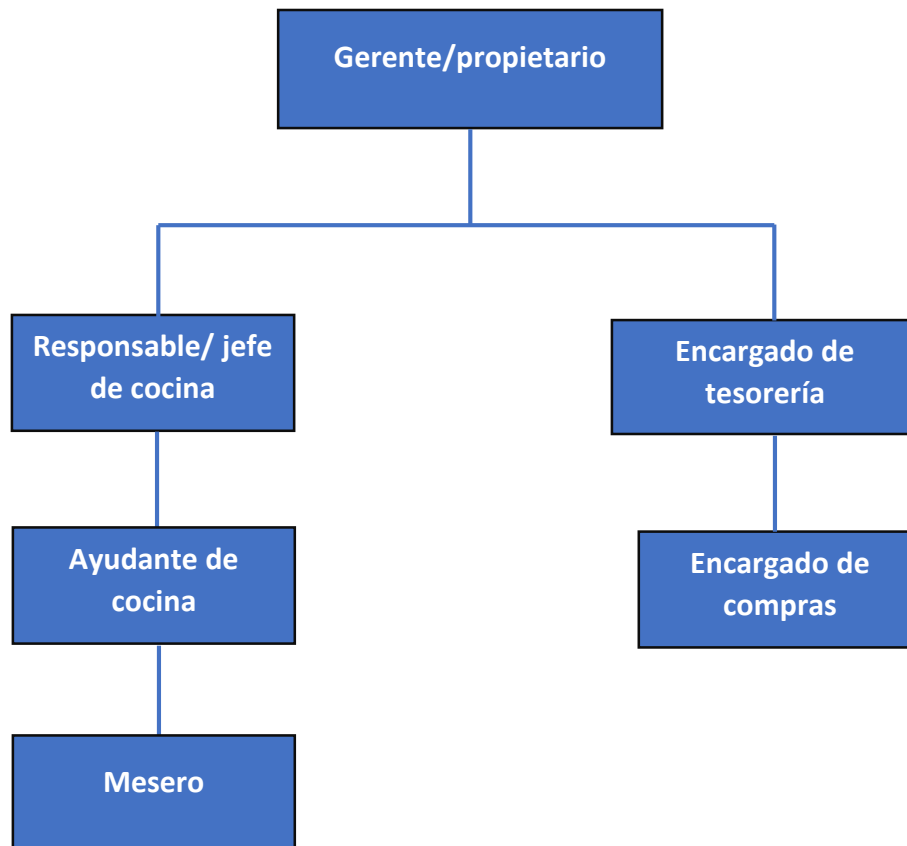 Gerente/propietario
Responsable/ jefe
de cocina
Encargado de
tesorería
Ayudante de
cocina
Encargado de
compras
Mesero